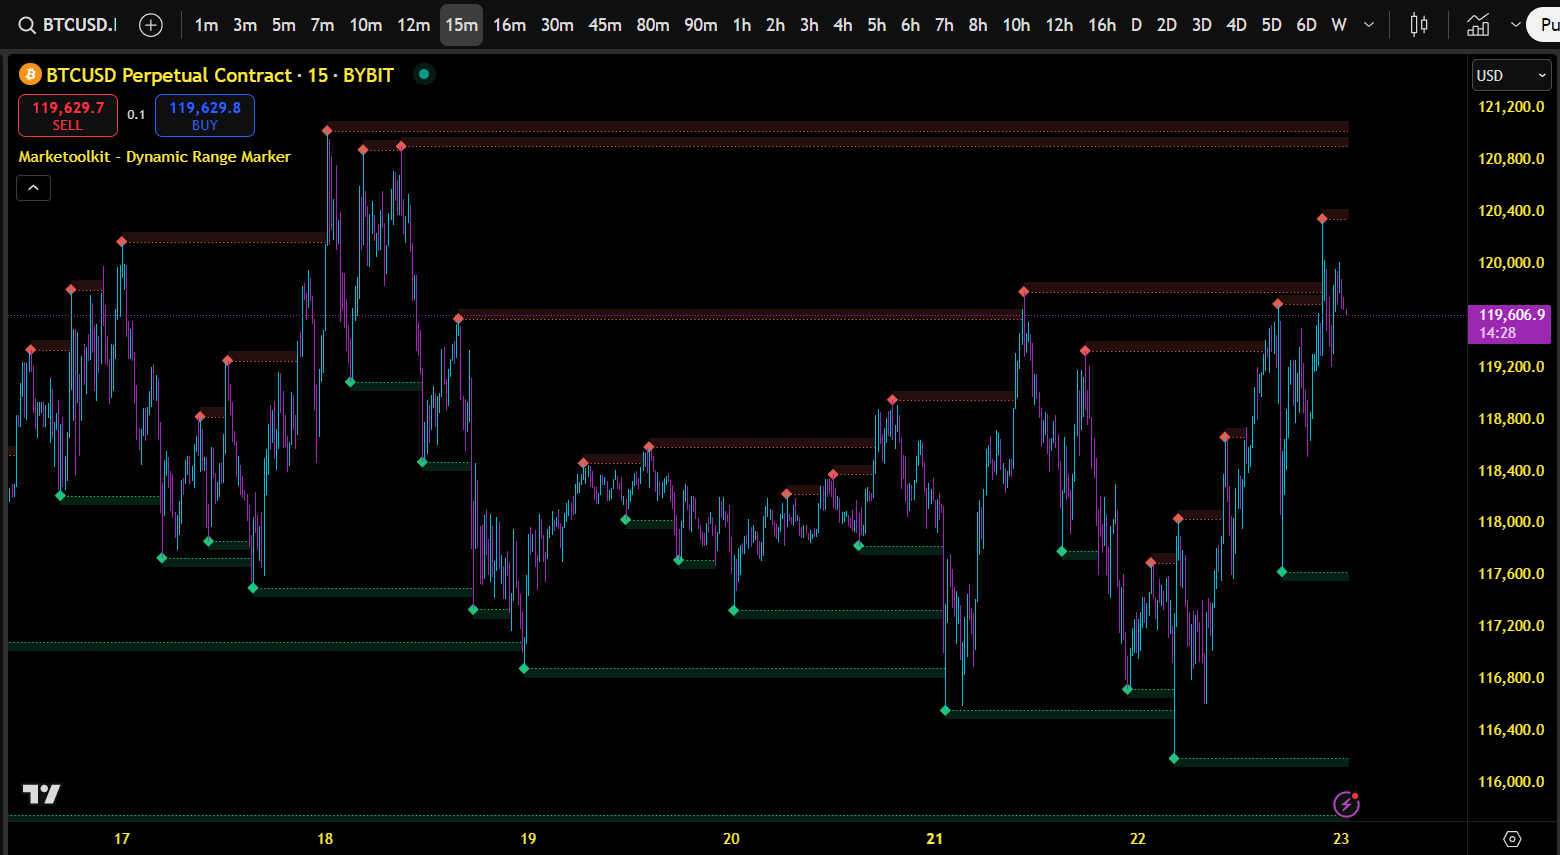 BTCUSD.I 1m 3m 5m 7m 10m 12m 15m 16m 30m 45m 80m 90m 1h 2h 3h 4h 5h 6h 7h 8h 10h 12h 16h D 2D 3D 4D 5D 6D W Pu
BTCUSD Perpetual Contract · 15 · BYBIT
USD
119,629.7
SELL
0.1
119,629.8
BUY
Marketoolkit - Dynamic Range Marker
121,200.0
120,800.0
120,400.0
120,000.0
119,606.9
14:28
119,200.0
118,800.0
118,400.0
118,000.0
117,600.0
117,200.0
116,800.0
116,400.0
116,000.0
17 18 19 20 21 22 23